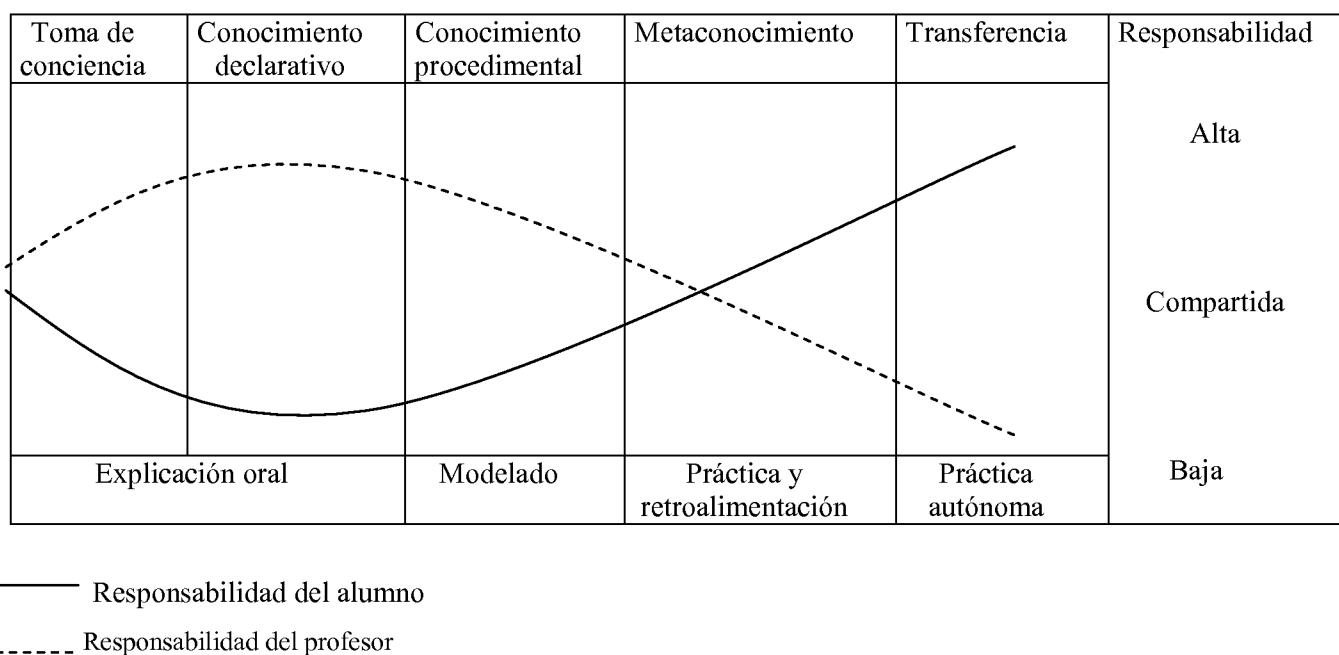 Toma de
conciencia
Conocimiento
declarativo
Conocimiento
procedimental
Metaconocimiento
Transferencia
Responsabilidad
Alta
Compartida
Baja
Explicación oral
Modelado
Práctica y
retroalimentación
Práctica
autónoma
Responsabilidad del alumno
Responsabilidad del profesor